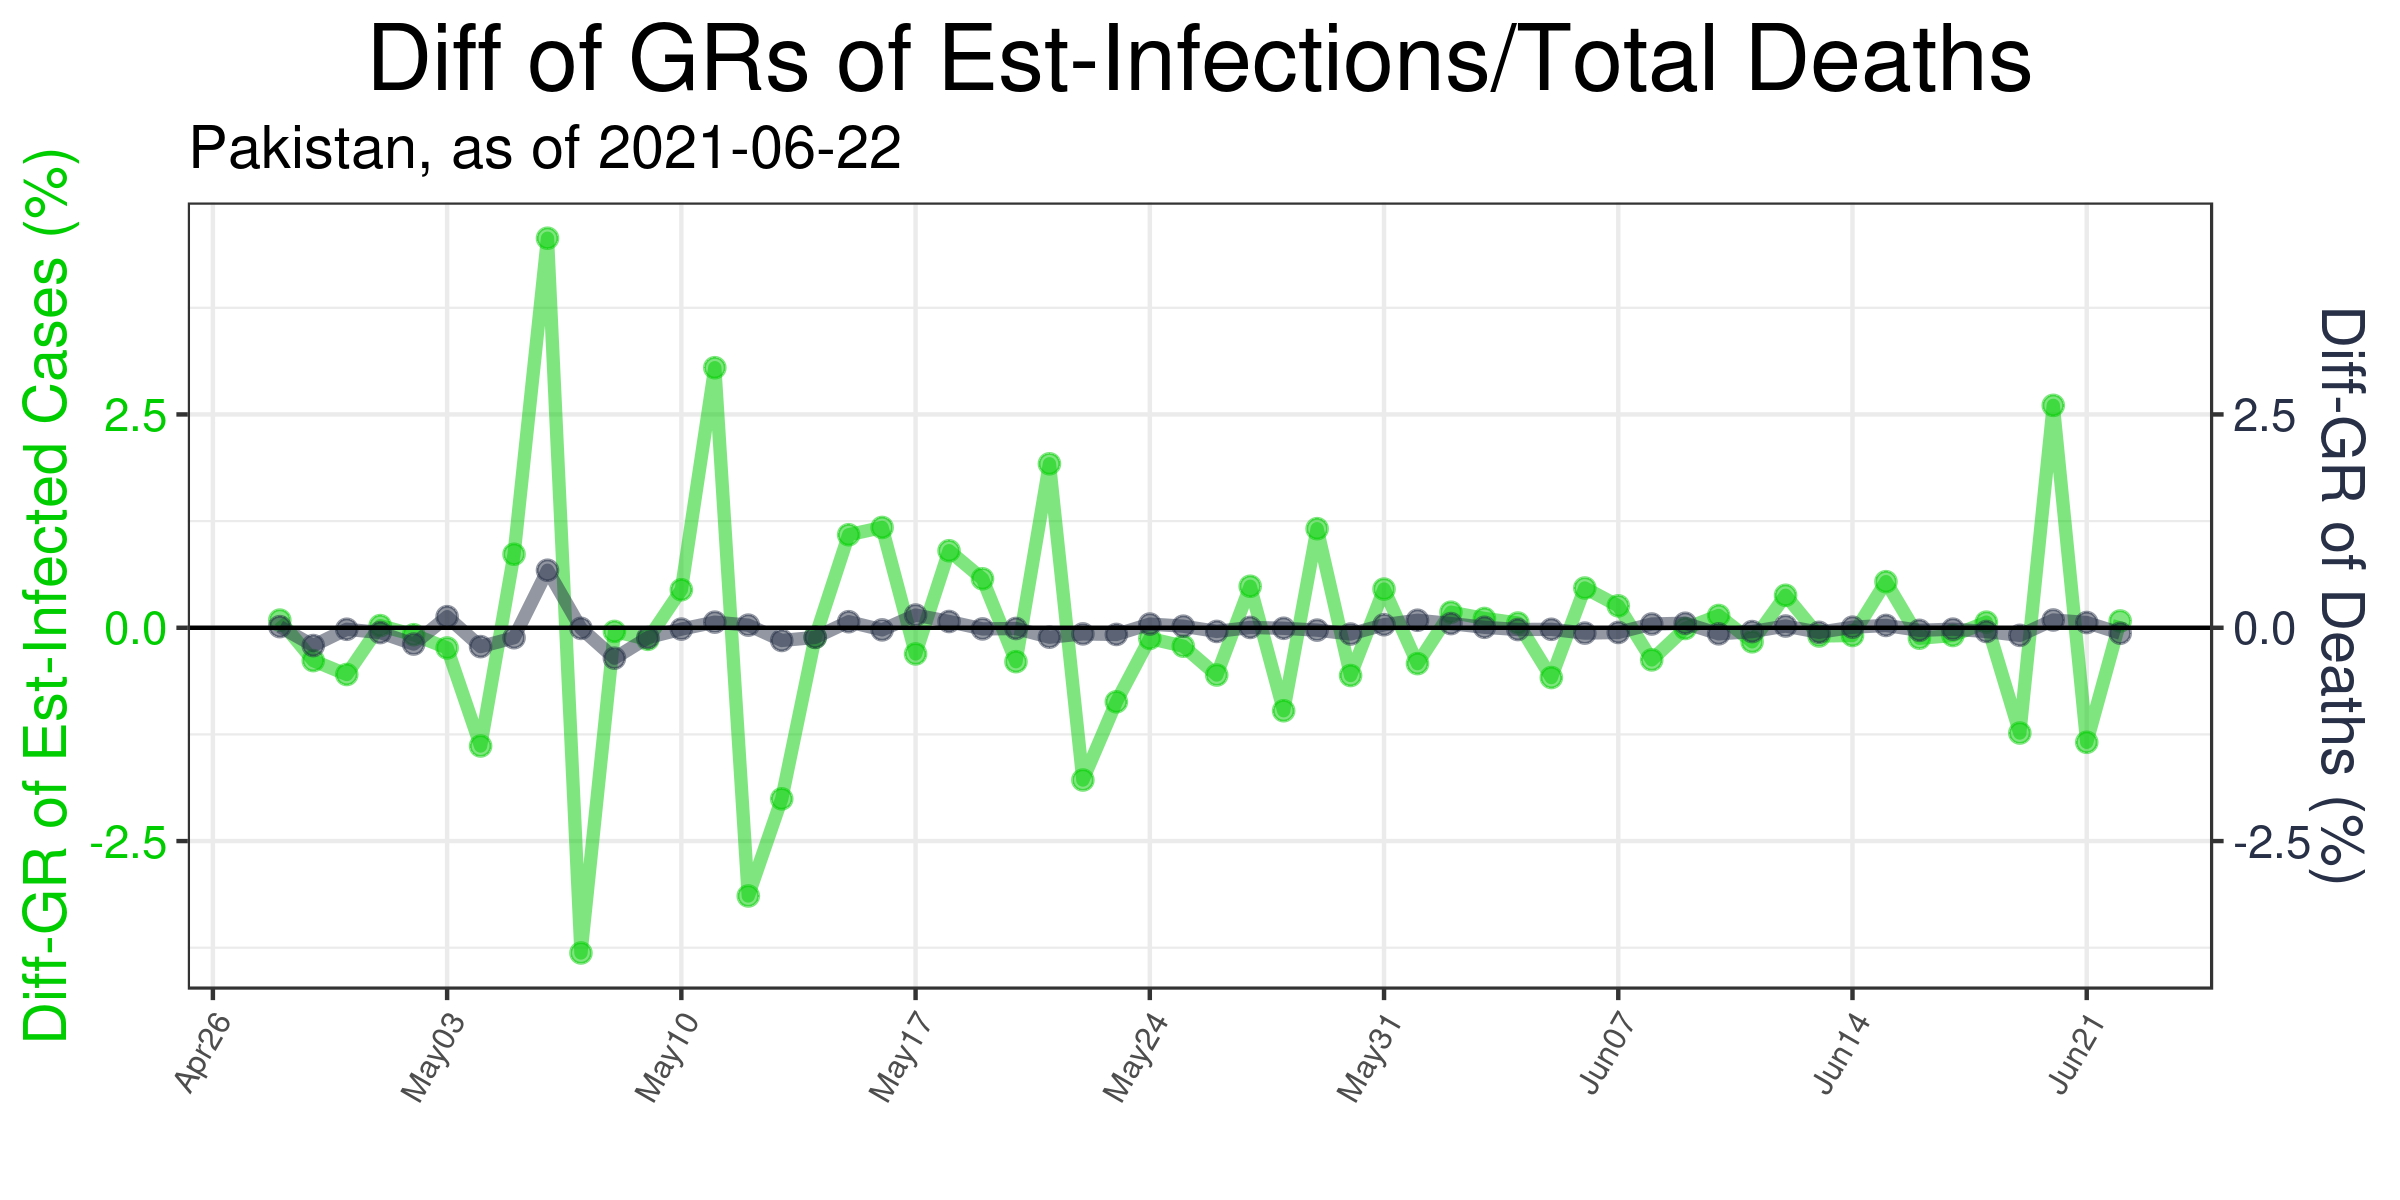 Diff of GRs of Est-Infections/Total Deaths
Pakistan, as of 2021-06-22
Diff-GR of Est-Infected Cases (%)
2.5
0.0
-2.5
2.5
0.0
-2.5
Diff-GR of Deaths (%)
Apr26
May03
May10
May17
May24
May31
Jun07
Jun14
Jun21